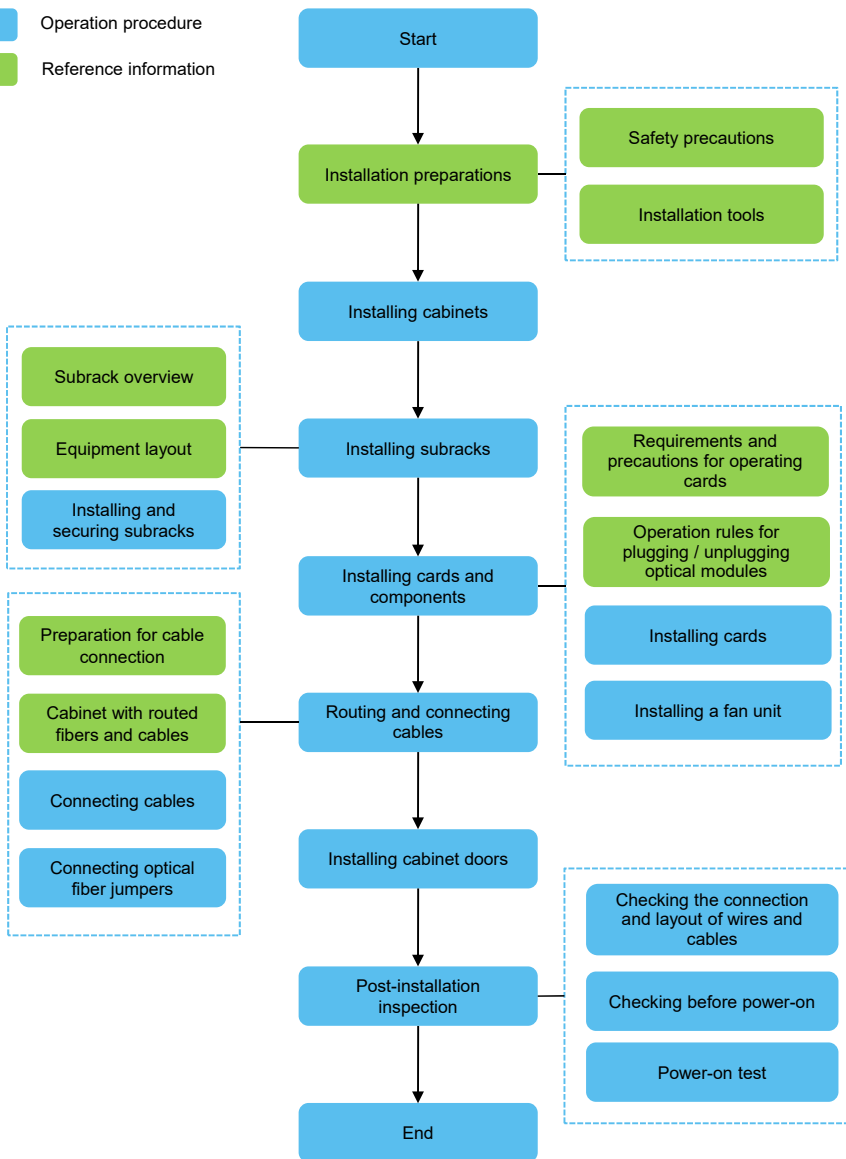 Operation procedure
Reference information
Start
Installation preparations
Safety precautions
Installation tools
Installing cabinets
Subrack overview
Equipment layout
Installing and
securing subracks
Installing subracks
Installing cards and
components
Requirements and
precautions for operating
cards
Operation rules for
plugging / unplugging
optical modules
Installing cards
Installing a fan unit
Preparation for cable
connection
Cabinet with routed
fibers and cables
Connecting cables
Connecting optical
fiber jumpers
Routing and connecting
cables
Installing cabinet doors
Post-installation
inspection
Checking the connection
and layout of wires and
cables
Checking before power-on
Power-on test
End